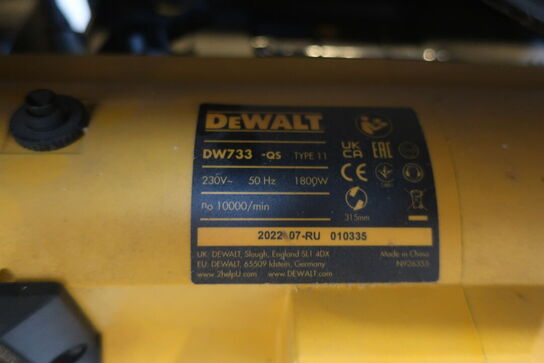 DEWALT
DW733 -QS TYPE 11
UK CA EAC
230V~ 50 Hz 1800W
CE
n₀ 10000/min
315mm
2022-07-RU 010335
UK: DEWALT, Slough, England SL1 4DX
Made in China
EU: DEWALT, 65509 Idstein, Germany
N926355
www.2helpU.com www.DEWALT.com